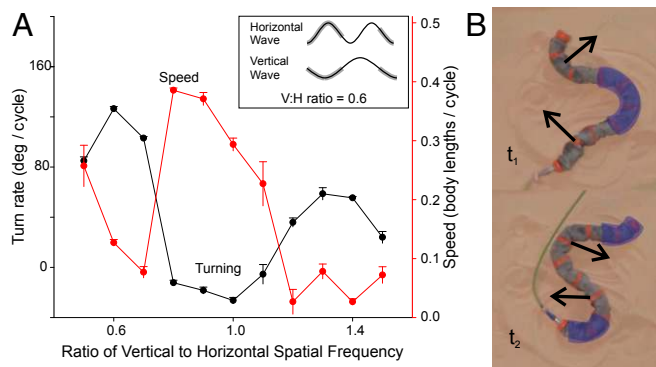 A
B
Turn rate (deg / cycle)
160
80
0
Speed
Turning
Horizontal
Wave
Vertical
Wave
V:H ratio = 0.6
0.5
0.4
0.3
0.2
0.1
0.0
Speed (body lengths / cycle)
0.6
1.0
1.4
Ratio of Vertical to Horizontal Spatial Frequency
t₁
t₂